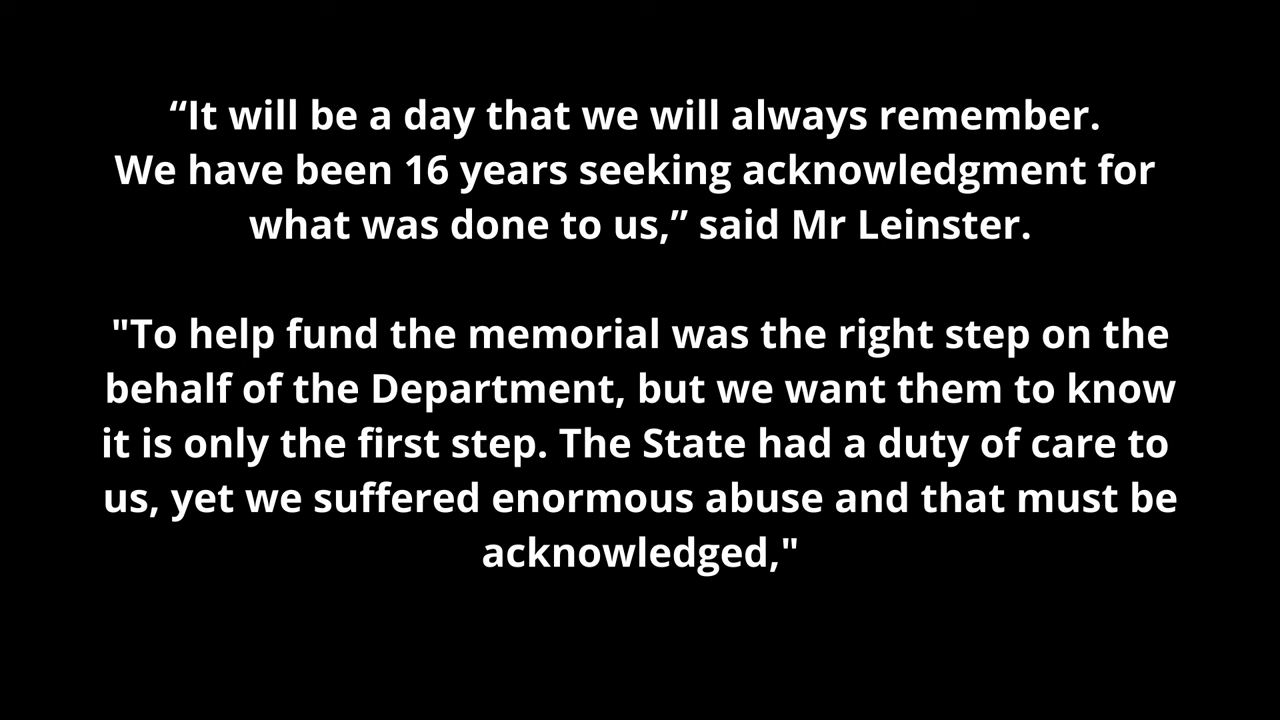 “It will be a day that we will always remember.
We have been 16 years seeking acknowledgment for
what was done to us,” said Mr Leinster.
"To help fund the memorial was the right step on the
behalf of the Department, but we want them to know
it is only the first step. The State had a duty of care to
us, yet we suffered enormous abuse and that must be
acknowledged,"